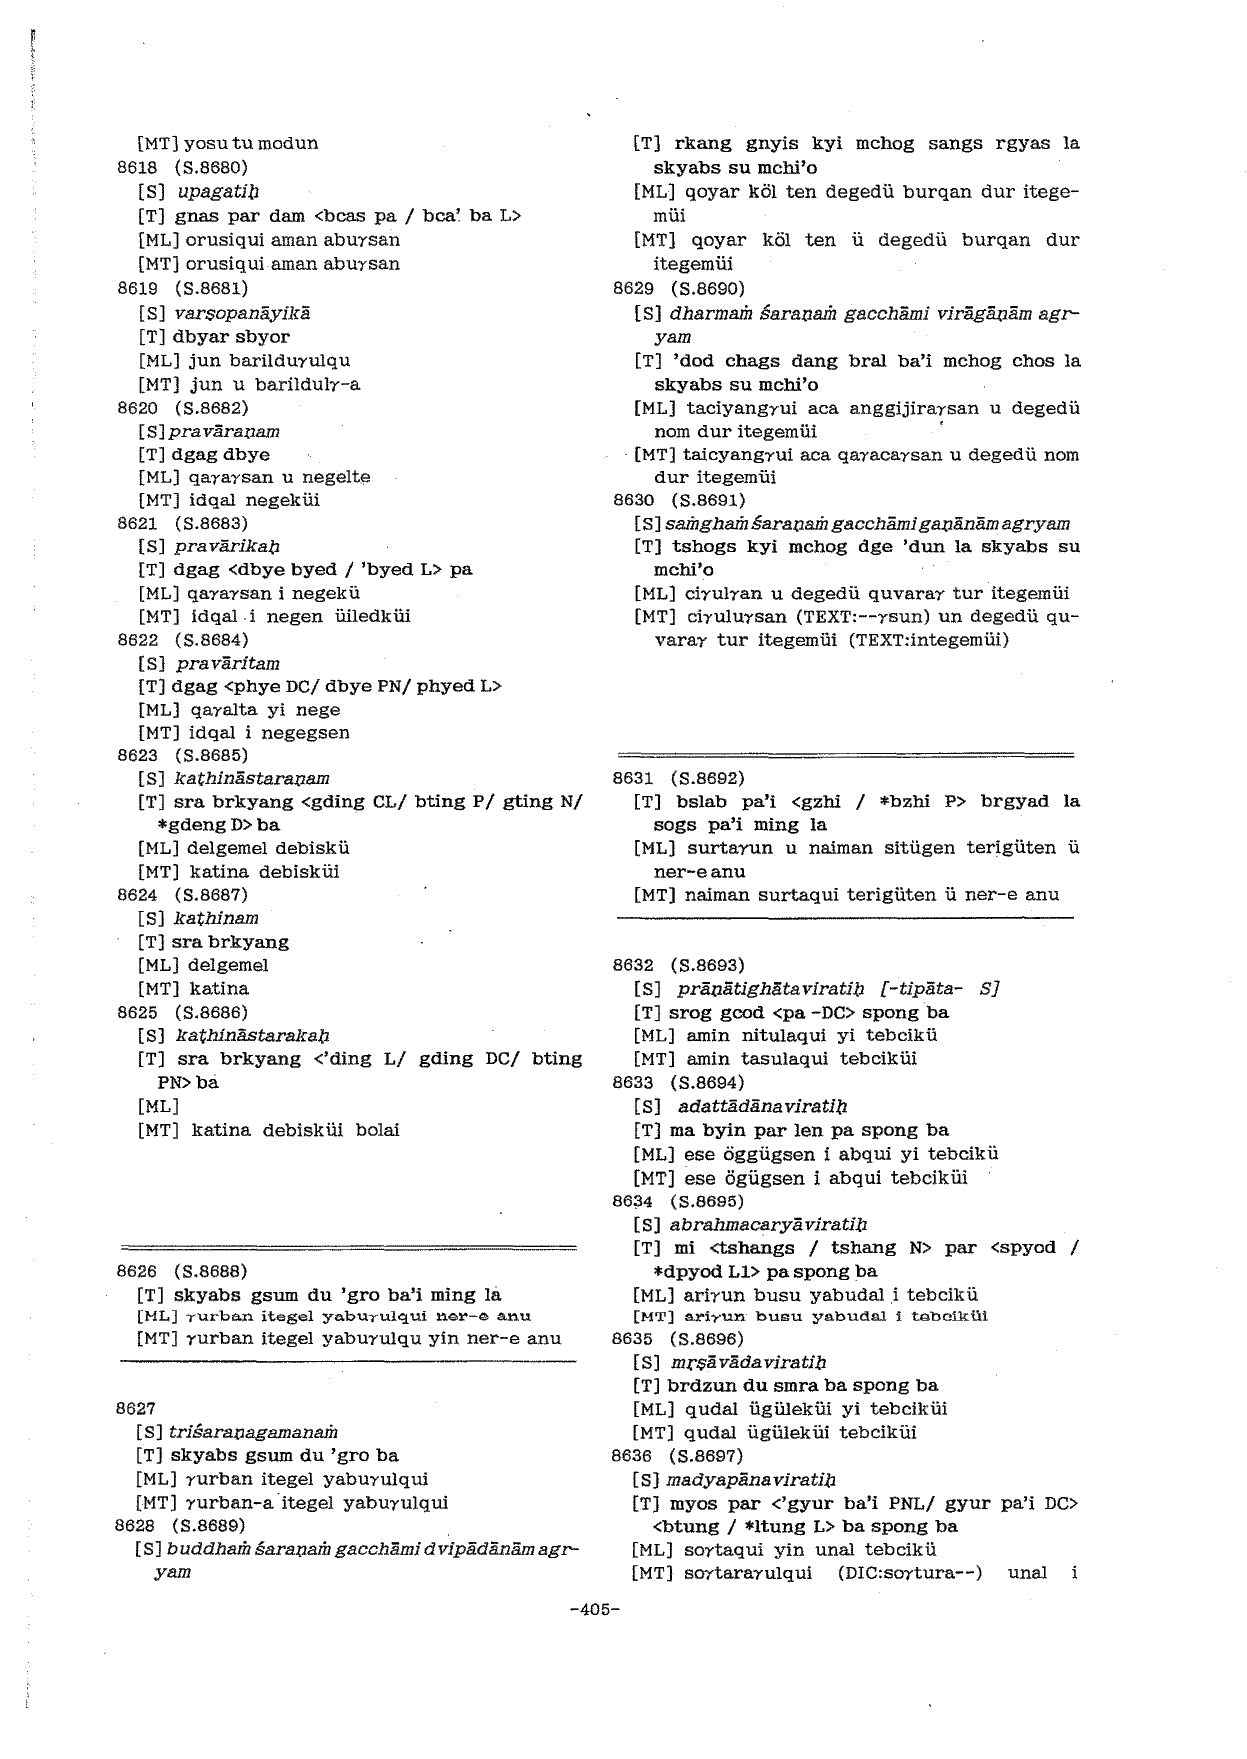 [MT] yosu tu modun
8618 (S.8680)
[S] upagatiḥ
[T] gnas par dam <bcas pa / bca' ba L>
[ML] orusiqui aman abuγsan
[MT] orusiqui aman abuγsan
8619 (S.8681)
[S] varṣopanāyikā
[T] dbyar sbyor
[ML] jun barilduγulqu
[MT] jun u barildulγ-a
8620 (S.8682)
[S] pravāraṇam
[T] dgag dbye
[ML] qaγaγsan u negelte
[MT] idqal negeküi
8621 (S.8683)
[S] pravārikaḥ
[T] dgag <dbye byed / 'byed L> pa
[ML] qaγaγsan i negekü
[MT] idqal i negen üiledküi
8622 (S.8684)
[S] pravāritam
[T] dgag <phye DC/ dbye PN/ phyed L>
[ML] qaγalta yi nege
[MT] idqal i negegsen
8623 (S.8685)
[S] kaṭhināstaraṇam
[T] sra brkyang <gding CL/ bting P/ gting N/
*gdeng D> ba
[ML] delgemel debiskü
[MT] katina debisküi
8624 (S.8687)
[S] kaṭhinam
[T] sra brkyang
[ML] delgemel
[MT] katina
8625 (S.8686)
[S] kaṭhināstarakaḥ
[T] sra brkyang <'ding L/ gding DC/ bting
PN> ba
[ML]
[MT] katina debisküi bolai
8626 (S.8688)
[T] skyabs gsum du 'gro ba'i ming la
[ML] γurban itegel yabuγulqui ner-e anu
[MT] γurban itegel yabuγulqu yin ner-e anu
8627
[S] triśaraṇagamanaṁ
[T] skyabs gsum du 'gro ba
[ML] γurban itegel yabuγulqui
[MT] γurban-a itegel yabuγulqui
8628 (S.8689)
[S] buddhaṁ śaraṇaṁ gacchāmi dvipādānām agr-
yam
[T] rkang gnyis kyi mchog sangs rgyas la
skyabs su mchi'o
[ML] qoyar köl ten degedü burqan dur itege-
müi
[MT] qoyar köl ten ü degedü burqan dur
itegemüi
8629 (S.8690)
[S] dharmaṁ śaraṇaṁ gacchāmi virāgāṇām agr-
yam
[T] 'dod chags dang bral ba'i mchog chos la
skyabs su mchi'o
[ML] taciyangγui aca anggijiraγsan u degedü
nom dur itegemüi
[MT] taicyangγui aca qaγacaγsan u degedü nom
dur itegemüi
8630 (S.8691)
[S] saṁghaṁ śaraṇaṁ gacchāmi gaṇānām agryam
[T] tshogs kyi mchog dge 'dun la skyabs su
mchi'o
[ML] ciγulγan u degedü quvaraγ tur itegemüi
[MT] ciγuluγsan (TEXT:--γsun) un degedü qu-
varaγ tur itegemüi (TEXT:integemüi)
8631 (S.8692)
[T] bslab pa'i <gzhi / *bzhi P> brgyad la
sogs pa'i ming la
[ML] surtaγun u naiman sitügen terigüten ü
ner-e anu
[MT] naiman surtaqui terigüten ü ner-e anu
8632 (S.8693)
[S] prāṇātighātaviratiḥ [-tipāta- S]
[T] srog gcod <pa -DC> spong ba
[ML] amin nitulaqui yi tebcikü
[MT] amin tasulaqui tebciküi
8633 (S.8694)
[S] adattādānaviratiḥ
[T] ma byin par len pa spong ba
[ML] ese öggügsen i abqui yi tebcikü
[MT] ese ögügsen i abqui tebciküi
8634 (S.8695)
[S] abrahmacaryāviratiḥ
[T] mi <tshangs / tshang N> par <spyod /
*dpyod L1> pa spong ba
[ML] ariγun busu yabudal i tebcikü
[MT] ariγun busu yabudal i tebciküi
8635 (S.8696)
[S] mṛṣāvādaviratiḥ
[T] brdzun du smra ba spong ba
[ML] qudal ügüleküi yi tebciküi
[MT] qudal ügüleküi tebciküi
8636 (S.8697)
[S] madyapānaviratiḥ
[T] myos par <'gyur ba'i PNL/ gyur pa'i DC>
<btung / *ltung L> ba spong ba
[ML] soγtaqui yin unal tebcikü
[MT] soγtaraγulqui (DIC:soγtura--) unal i
-405-